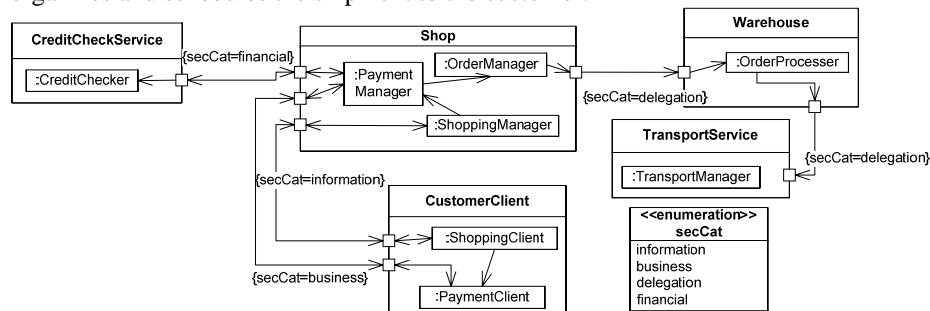 CreditCheckService
:CreditChecker
{secCat=financial}
Shop
:Payment
Manager
:OrderManager
:ShoppingManager
{secCat=delegation}
Warehouse
:OrderProcesser
TransportService
:TransportManager
{secCat=delegation}
{secCat=information}
CustomerClient
:ShoppingClient
:PaymentClient
{secCat=business}
<<enumeration>>
secCat
information
business
delegation
financial